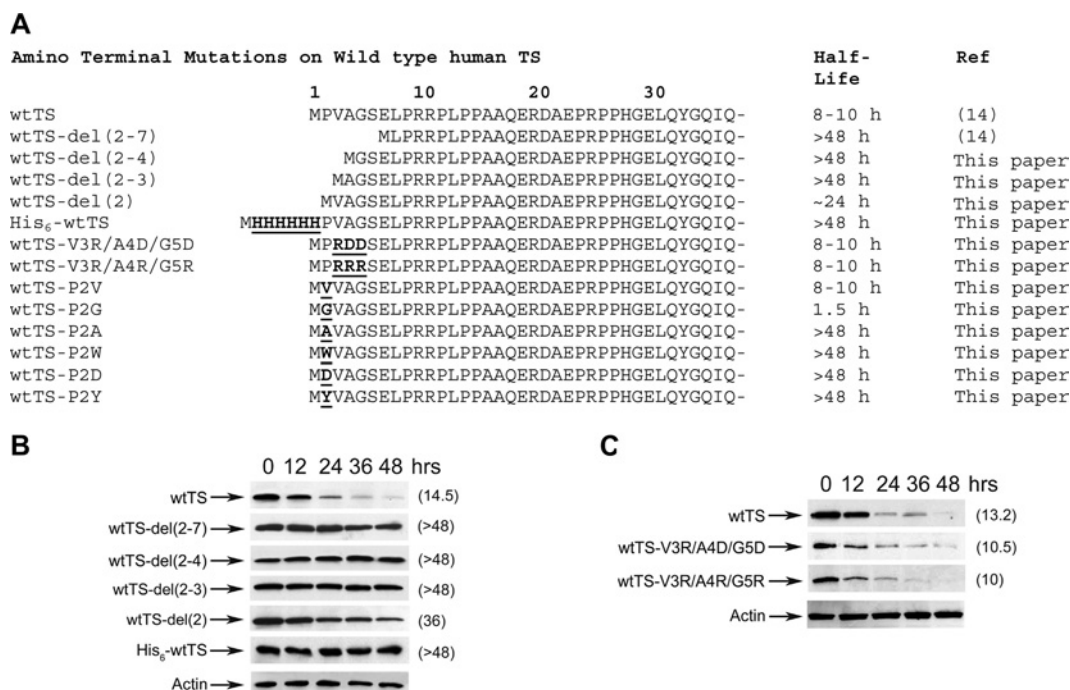 A
Amino Terminal Mutations on Wild type human TS Half-Life Ref
1 10 20 30
wtTS MPVAGSELPRRPLPPAAQERDAEPRPPHGELQYGQIQ- 8-10 h (14)
wtTS-del(2-7) MLPRRPLPPAAQERDAEPRPPHGELQYGQIQ- >48 h (14)
wtTS-del(2-4) MGSELPRRPLPPAAQERDAEPRPPHGELQYGQIQ- >48 h This paper
wtTS-del(2-3) MAGSELPRRPLPPAAQERDAEPRPPHGELQYGQIQ- >48 h This paper
wtTS-del(2) MVAGSELPRRPLPPAAQERDAEPRPPHGELQYGQIQ- ~24 h This paper
His6-wtTS MHHHHHHPVAGSELPRRPLPPAAQERDAEPRPPHGELQYGQIQ- >48 h This paper
wtTS-V3R/A4D/G5D MPRDDSELPRRPLPPAAQERDAEPRPPHGELQYGQIQ- 8-10 h This paper
wtTS-V3R/A4R/G5R MPRRRSELPRRPLPPAAQERDAEPRPPHGELQYGQIQ- 8-10 h This paper
wtTS-P2V MVVAGSELPRRPLPPAAQERDAEPRPPHGELQYGQIQ- 8-10 h This paper
wtTS-P2G MGVAGSELPRRPLPPAAQERDAEPRPPHGELQYGQIQ- 1.5 h This paper
wtTS-P2A MAVAGSELPRRPLPPAAQERDAEPRPPHGELQYGQIQ- >48 h This paper
wtTS-P2W MWVAGSELPRRPLPPAAQERDAEPRPPHGELQYGQIQ- >48 h This paper
wtTS-P2D MDVAGSELPRRPLPPAAQERDAEPRPPHGELQYGQIQ- >48 h This paper
wtTS-P2Y MYVAGSELPRRPLPPAAQERDAEPRPPHGELQYGQIQ- >48 h This paper
B
0 12 24 36 48 hrs
wtTS (14.5)
wtTS-del(2-7) (>48)
wtTS-del(2-4) (>48)
wtTS-del(2-3) (>48)
wtTS-del(2) (36)
His6-wtTS (>48)
Actin
C
0 12 24 36 48 hrs
wtTS (13.2)
wtTS-V3R/A4D/G5D (10.5)
wtTS-V3R/A4R/G5R (10)
Actin